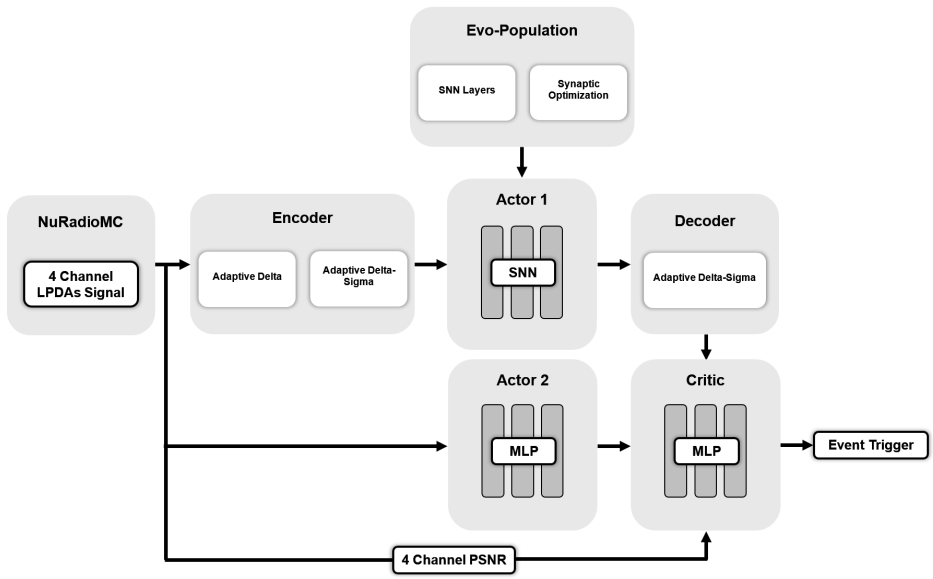 Evo-Population
SNN Layers
Synaptic
Optimization
NuRadioMC
4 Channel
LPDAs Signal
Encoder
Adaptive Delta
Adaptive Delta-
Sigma
Actor 1
SNN
Decoder
Adaptive Delta-Sigma
Actor 2
MLP
Critic
MLP
Event Trigger
4 Channel PSNR